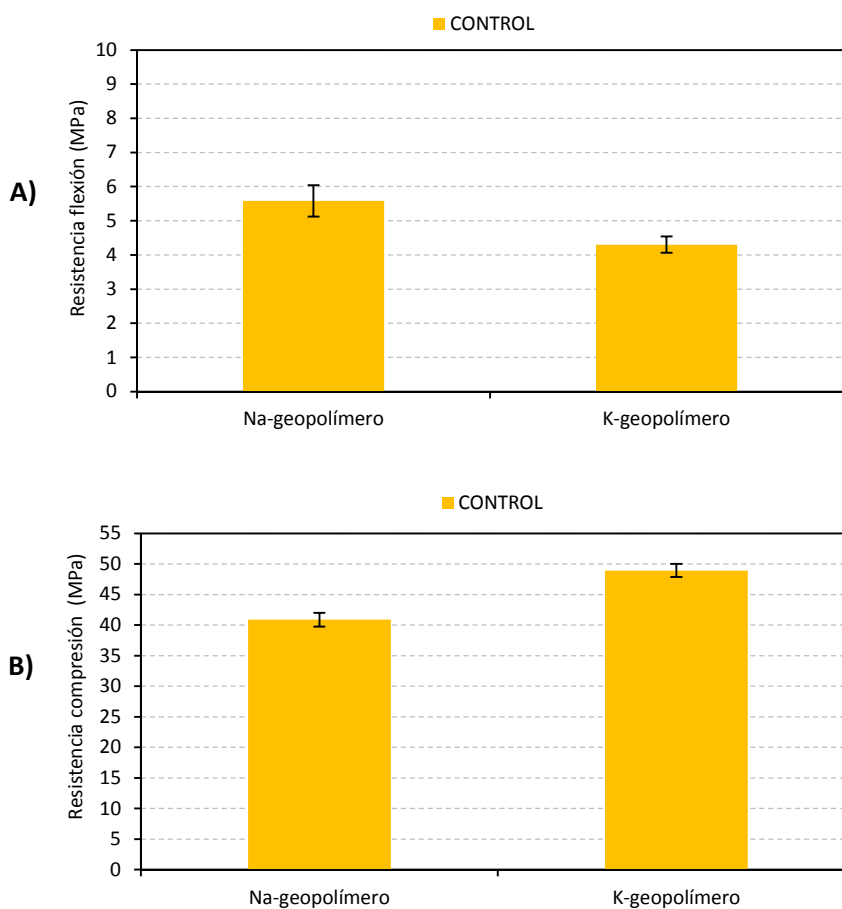 CONTROL
10
9
8
7
6
5
4
3
2
1
0
Resistencia flexión (MPa)
A)
Na-geopolímero
K-geopolímero
CONTROL
55
50
45
40
35
30
25
20
15
10
5
0
Resistencia compresión (MPa)
B)
Na-geopolímero
K-geopolímero